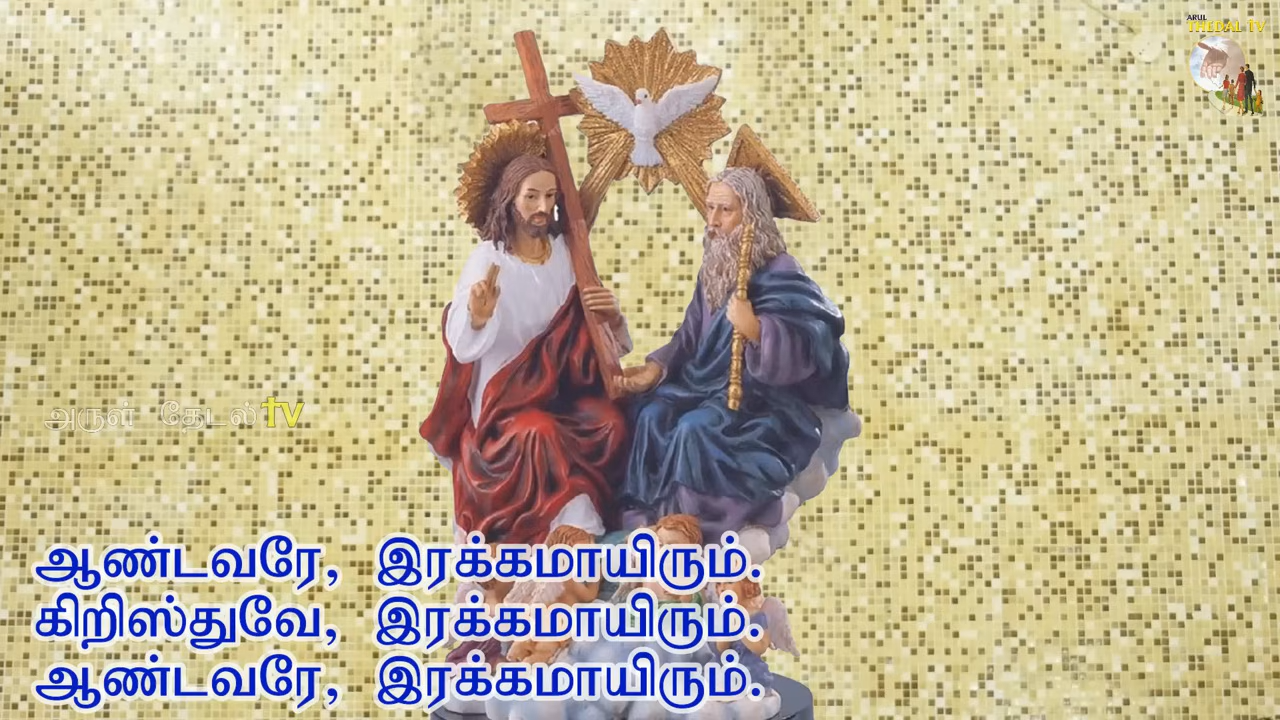 ARUL
THEDAL TV
அருள் தேடல் TV
ஆண்டவரே, இரக்கமாயிரும்.
கிறிஸ்துவே, இரக்கமாயிரும்.
ஆண்டவரே, இரக்கமாயிரும்.